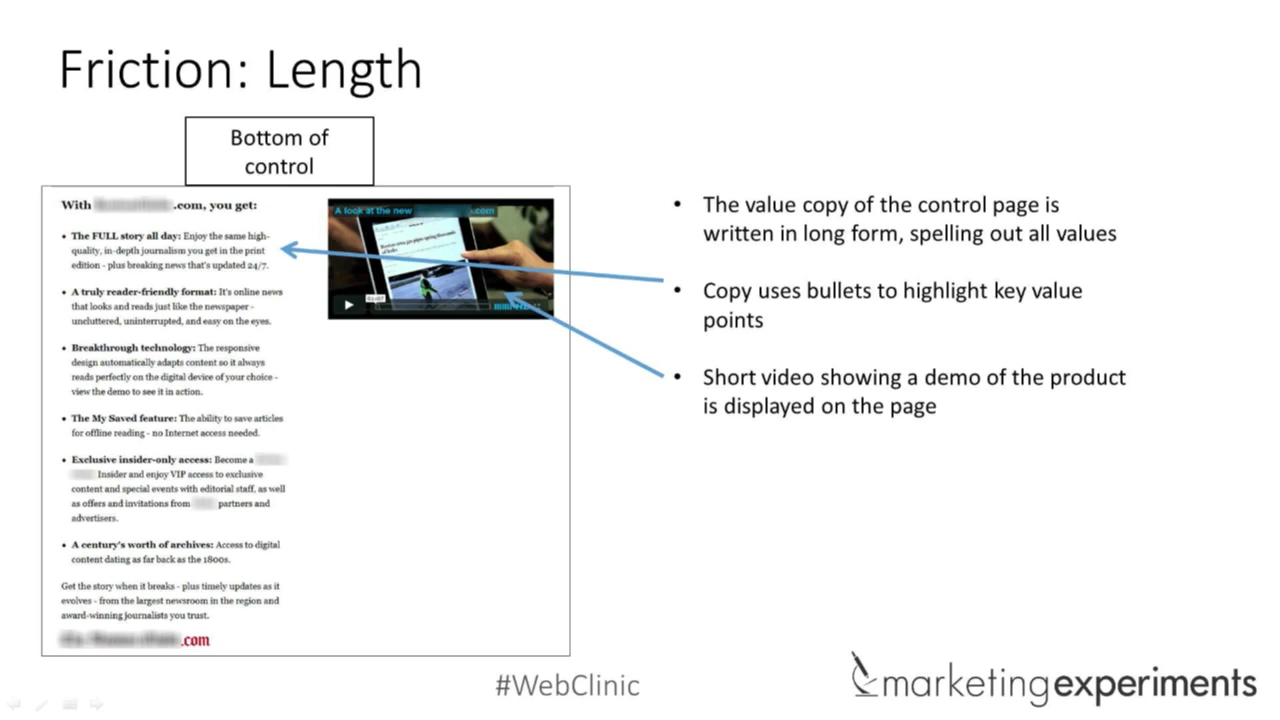 Friction: Length
Bottom of
control
With .com, you get:
• The FULL story all day: Enjoy the same high-
quality, in-depth journalism you get in the print
edition - plus breaking news that's updated 24/7.
• A truly reader-friendly format: It's online news
that looks and reads just like the newspaper -
uncluttered, uninterrupted, and easy on the eyes.
• Breakthrough technology: The responsive
design automatically adapts content so it always
reads perfectly on the digital device of your choice -
view the demo to see it in action.
• The My Saved feature: The ability to save articles
for offline reading - no Internet access needed.
• Exclusive insider-only access: Become a
Insider and enjoy VIP access to exclusive
content and special events with editorial staff, as well
as offers and invitations from partners and
advertisers.
• A century's worth of archives: Access to digital
content dating as far back as the 1800s.
Get the story when it breaks - plus timely updates as it
evolves - from the largest newsroom in the region and
award-winning journalists you trust.
.com
A look at the new .com
• The value copy of the control page is
written in long form, spelling out all values
• Copy uses bullets to highlight key value
points
• Short video showing a demo of the product
is displayed on the page
#WebClinic
marketingexperiments